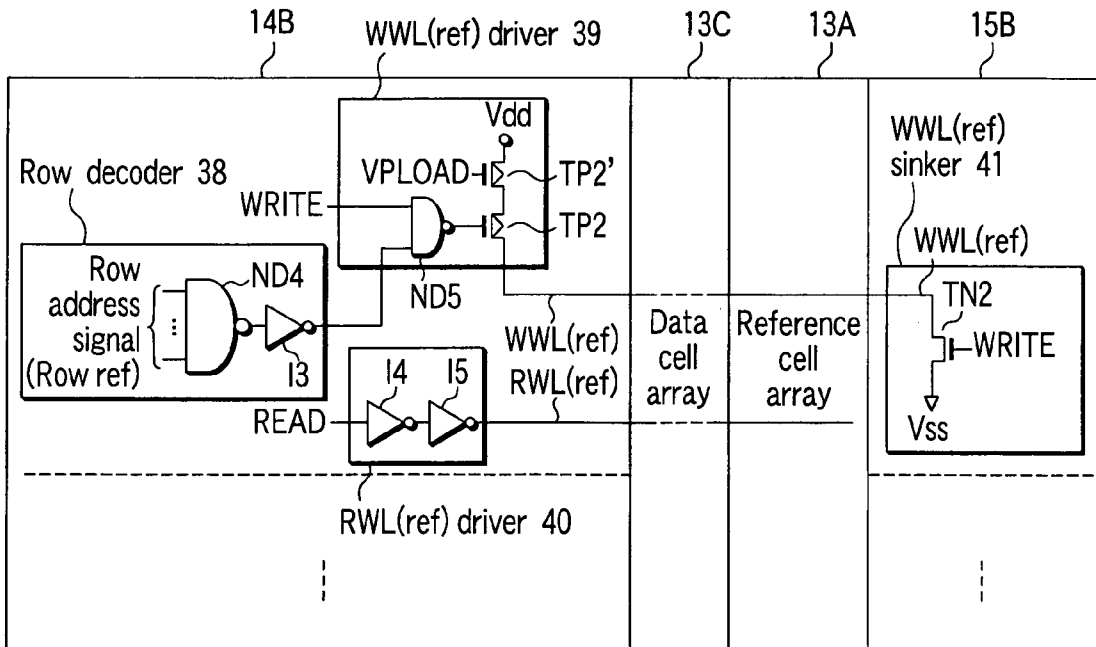 14B
WWL(ref) driver 39
13C
13A
15B
Vdd
WWL(ref)
sinker 41
Row decoder 38
VPLOAD
TP2'
WRITE
TP2
WWL(ref)
ND4
ND5
Row
address
signal
(Row ref)
...
I3
TN2
WRITE
WWL(ref)
RWL(ref)
Data
cell
array
Reference
cell
array
Vss
I4
I5
READ
RWL(ref) driver 40